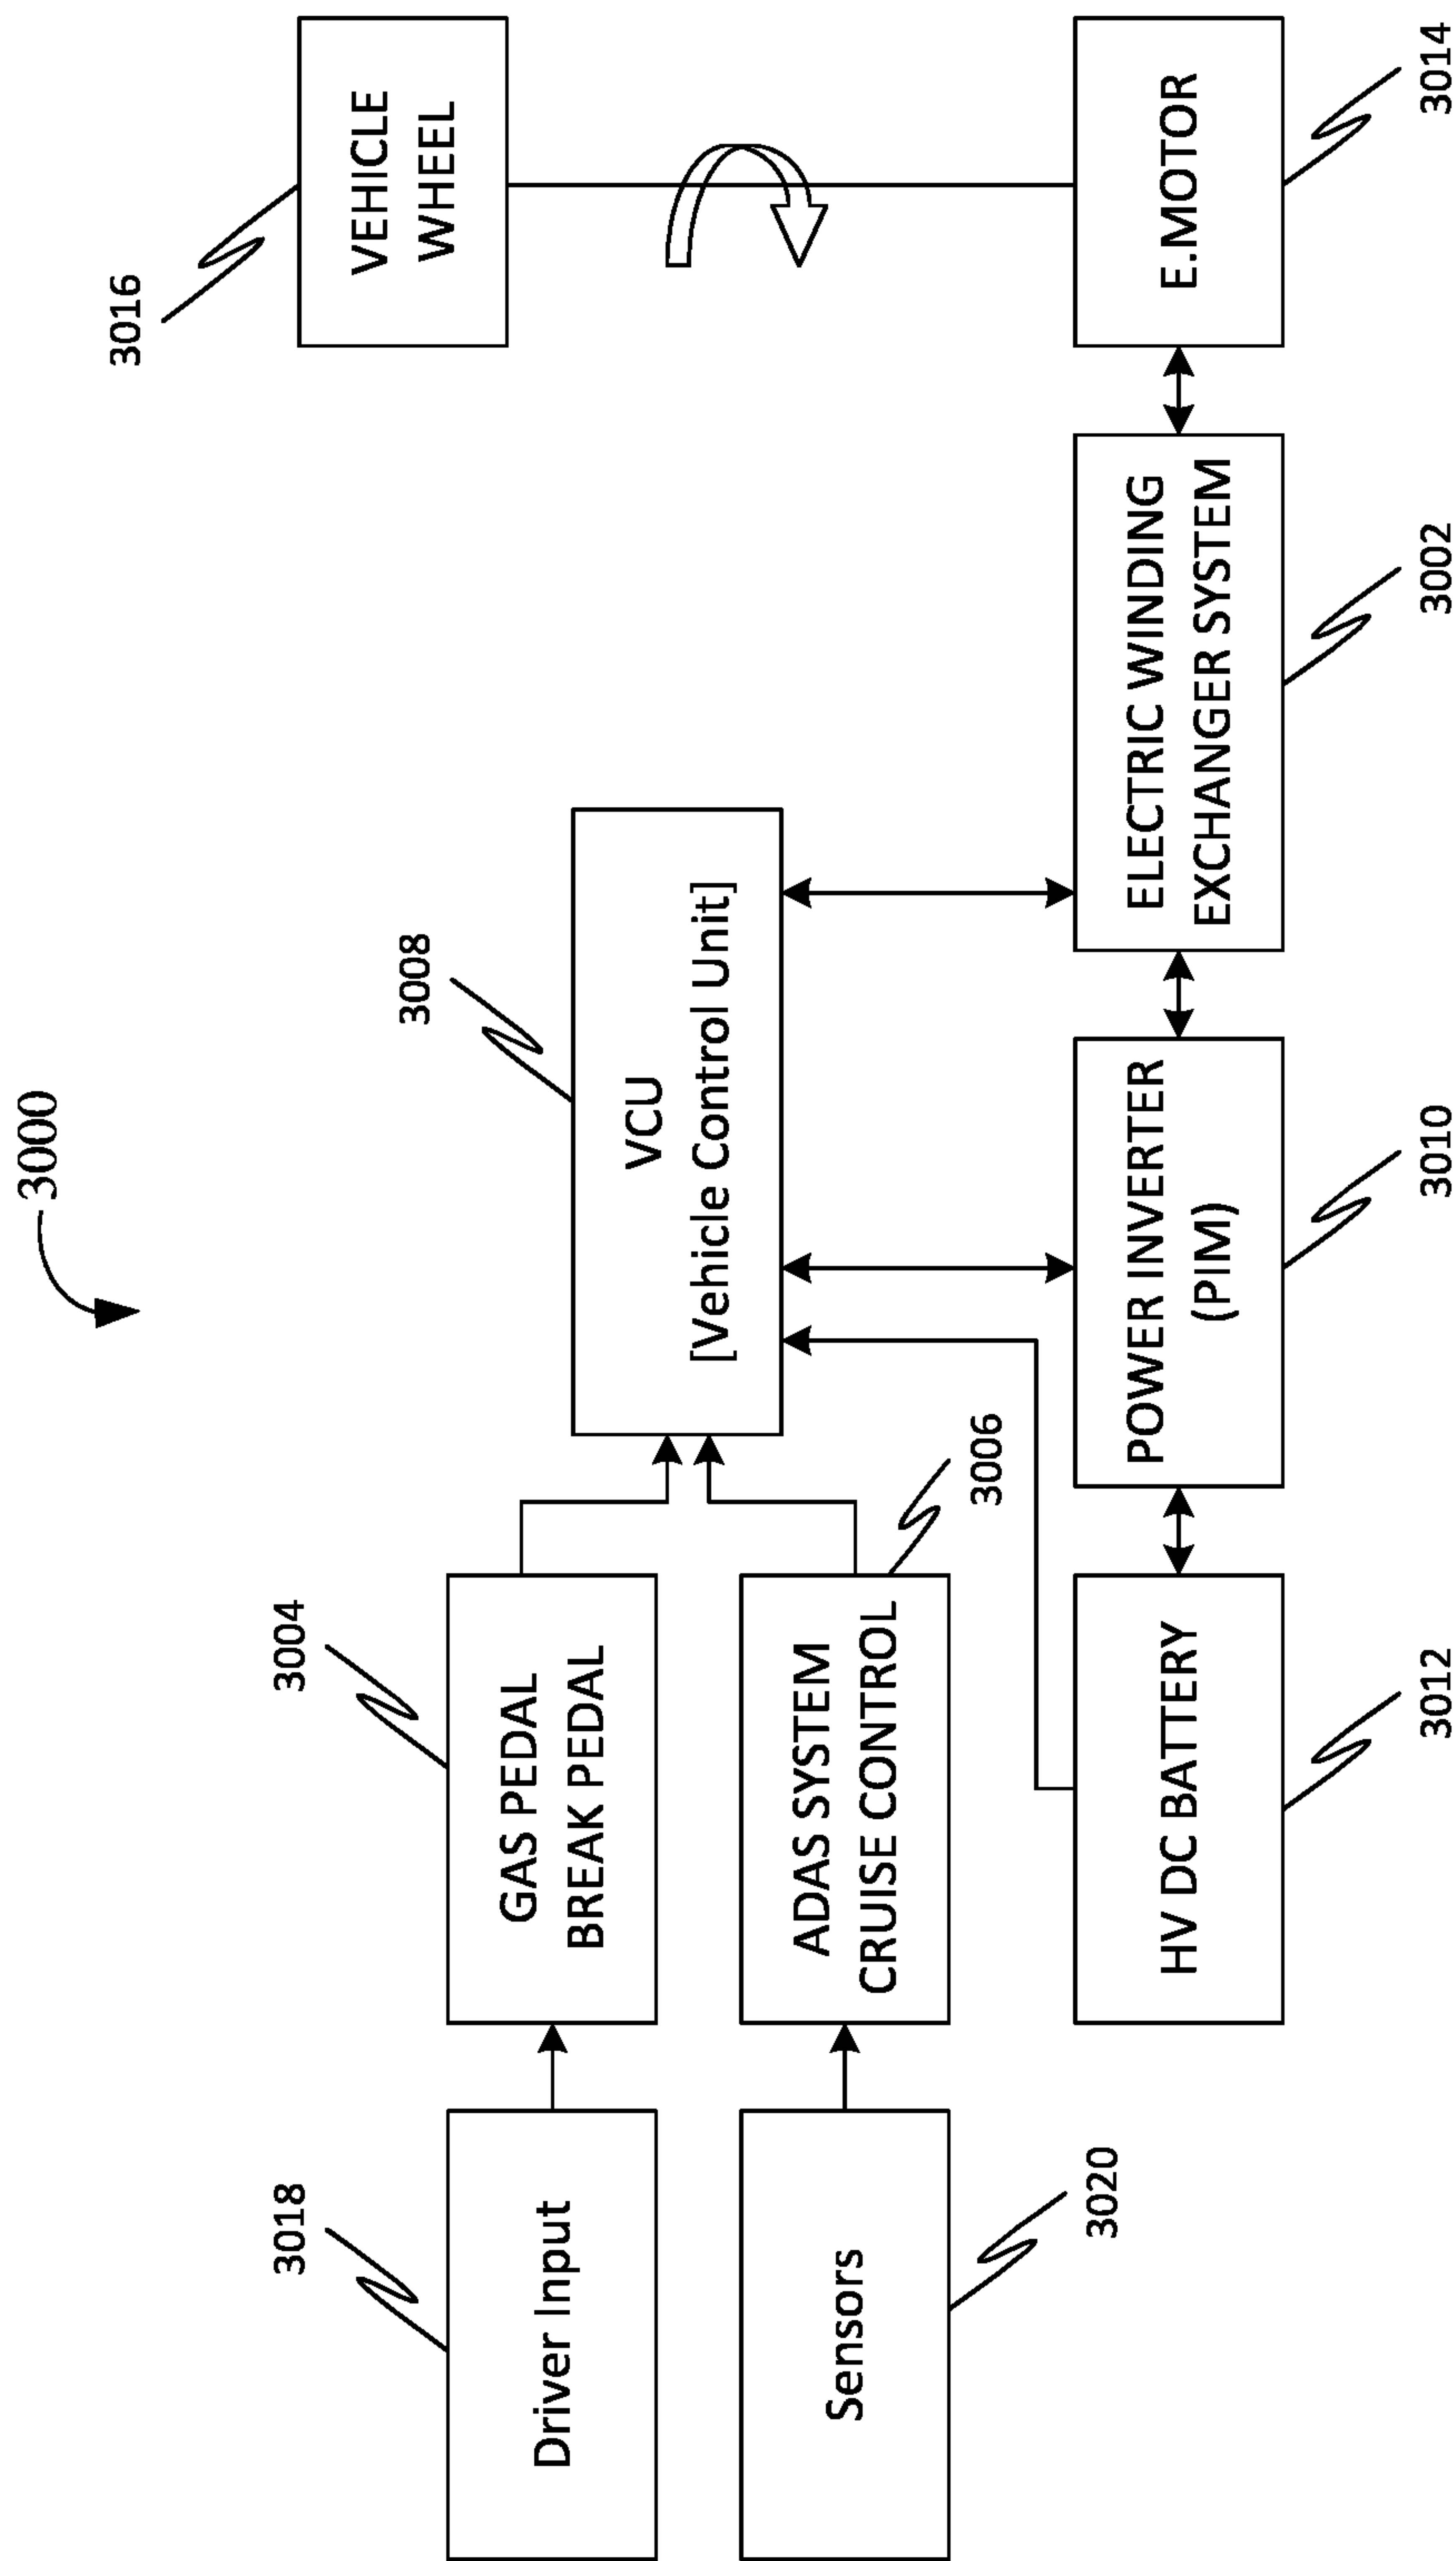 3000
3018
Driver Input
3004
GAS PEDAL
BREAK PEDAL
3008
VCU
[Vehicle Control Unit]
3016
VEHICLE
WHEEL
Sensors
3020
ADAS SYSTEM
CRUISE CONTROL
3006
HV DC BATTERY
3012
POWER INVERTER
(PIM)
3010
ELECTRIC WINDING
EXCHANGER SYSTEM
3002
E.MOTOR
3014